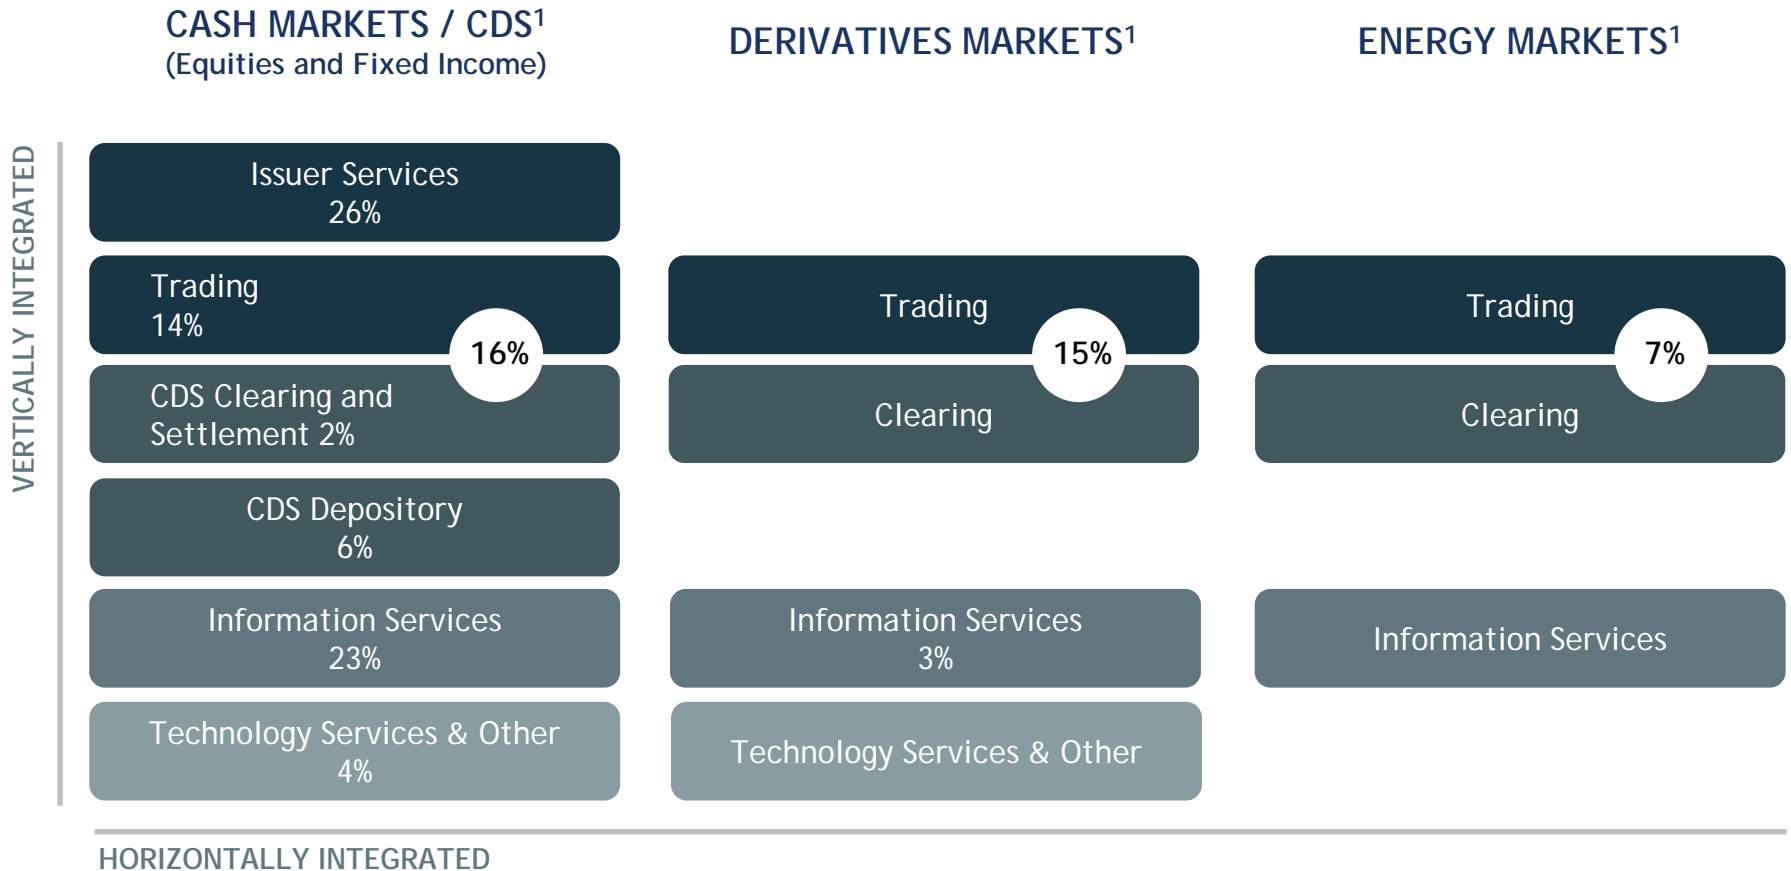 CASH MARKETS / CDS¹
(Equities and Fixed Income)
DERIVATIVES MARKETS¹
ENERGY MARKETS¹
VERTICALLY INTEGRATED
Issuer Services
26%
Trading
14%
16%
CDS Clearing and
Settlement 2%
CDS Depository
6%
Information Services
23%
Technology Services & Other
4%
Trading
15%
Clearing
Information Services
3%
Technology Services & Other
Trading
7%
Clearing
Information Services
HORIZONTALLY INTEGRATED